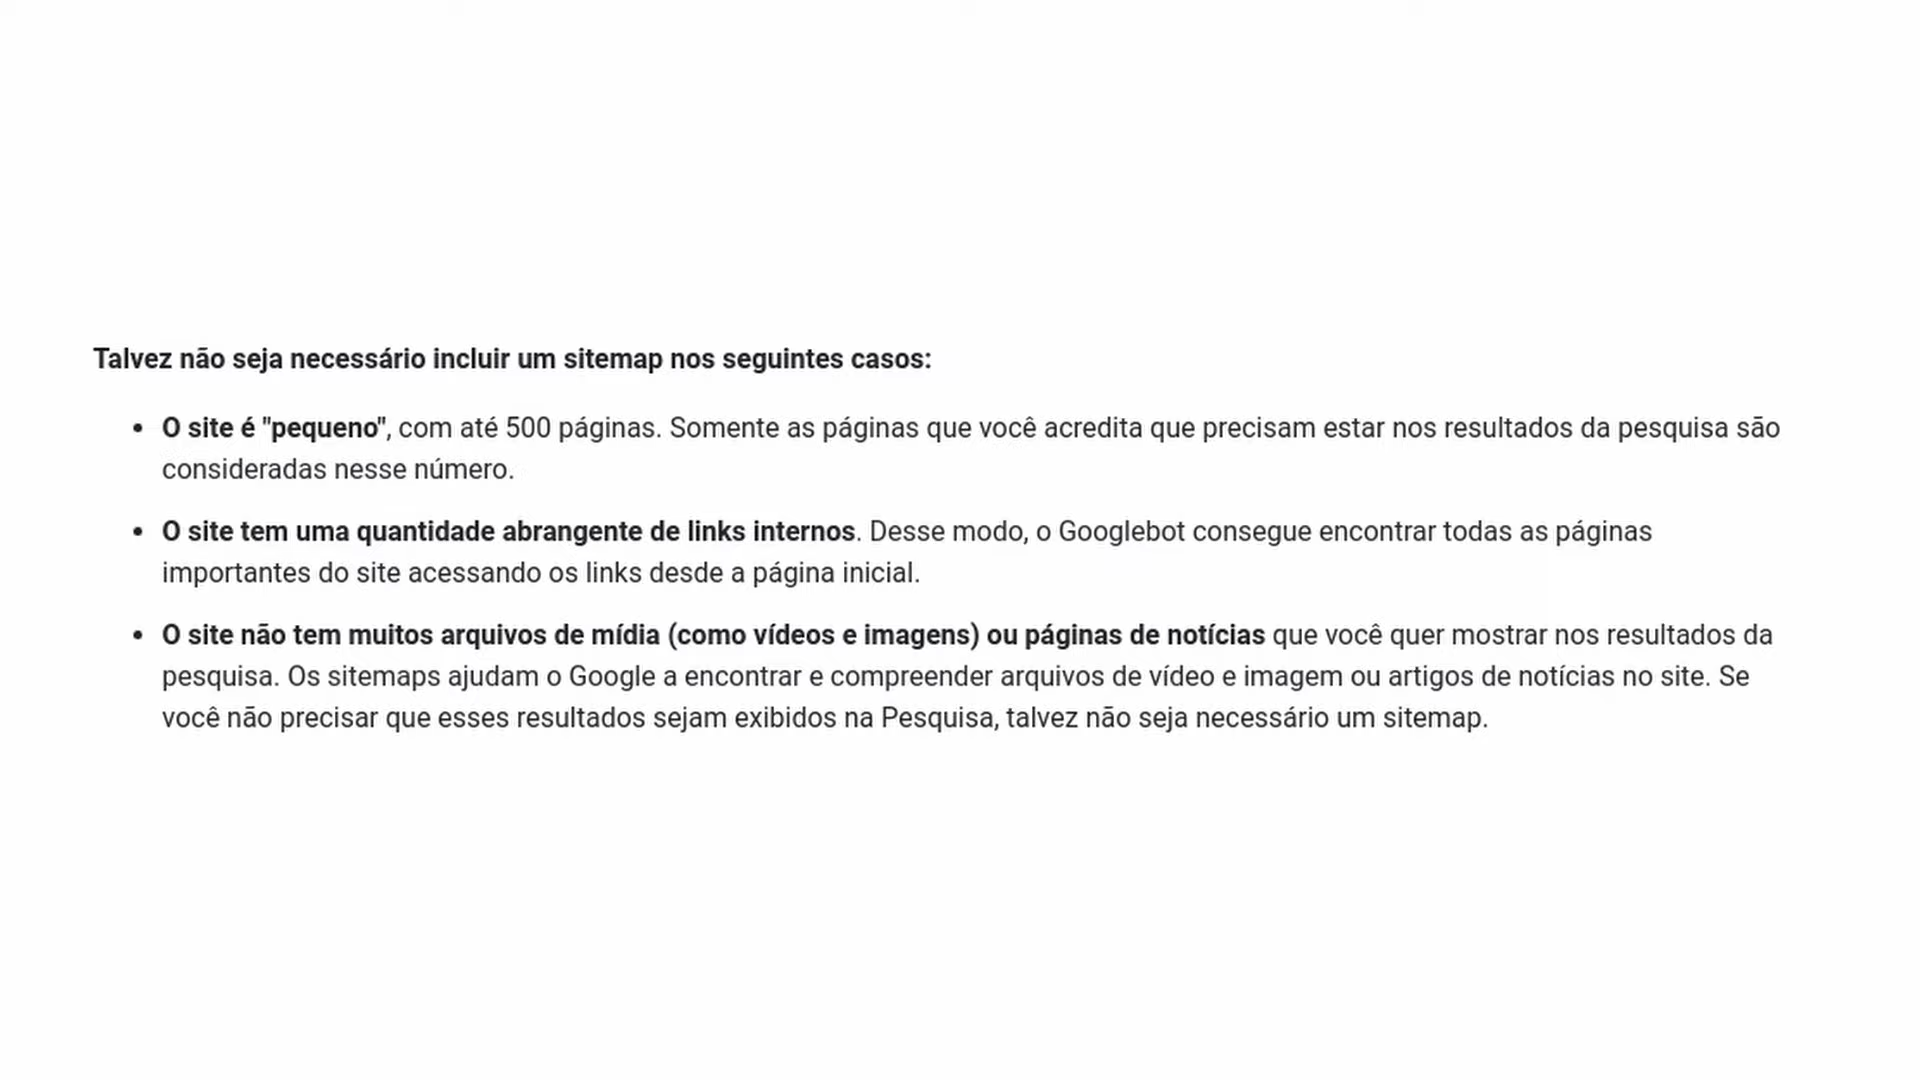 Talvez não seja necessário incluir um sitemap nos seguintes casos:
• O site é "pequeno", com até 500 páginas. Somente as páginas que você acredita que precisam estar nos resultados da pesquisa são
consideradas nesse número.
• O site tem uma quantidade abrangente de links internos. Desse modo, o Googlebot consegue encontrar todas as páginas
importantes do site acessando os links desde a página inicial.
• O site não tem muitos arquivos de mídia (como vídeos e imagens) ou páginas de notícias que você quer mostrar nos resultados da
pesquisa. Os sitemaps ajudam o Google a encontrar e compreender arquivos de vídeo e imagem ou artigos de notícias no site. Se
você não precisar que esses resultados sejam exibidos na Pesquisa, talvez não seja necessário um sitemap.